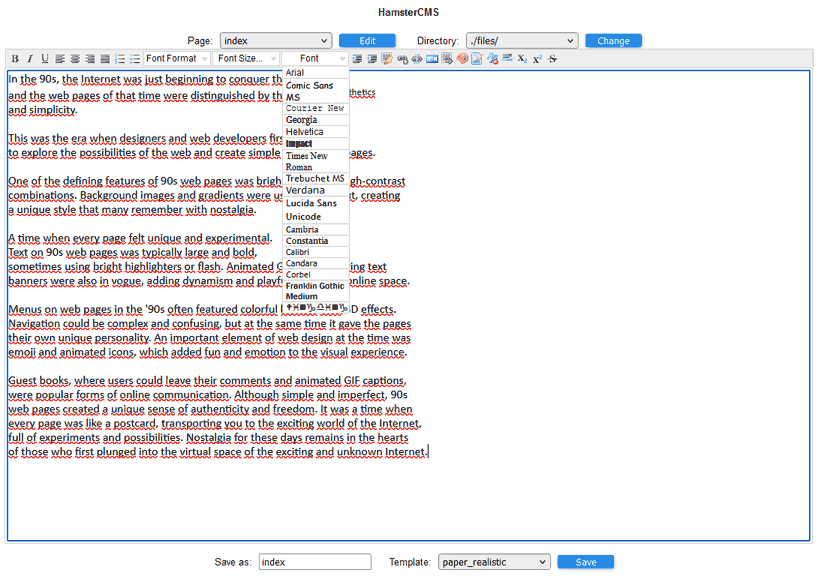 HamsterCMS
Page: index Edit Directory: ./files/ Change
B I U Font Format Font Size... Font
In the 90s, the Internet was just beginning to conquer th
and the web pages of that time were distinguished by th thetics
and simplicity.
This was the era when designers and web developers firs
to explore the possibilities of the web and create simple ages.
One of the defining features of 90s web pages was brigh gh-contrast
combinations. Background images and gradients were us t, creating
a unique style that many remember with nostalgia.
A time when every page felt unique and experimental.
Text on 90s web pages was typically large and bold,
sometimes using bright highlighters or flash. Animated G ing text
banners were also in vogue, adding dynamism and playfu online space.
Menus on web pages in the '90s often featured colorful D effects.
Navigation could be complex and confusing, but at the same time it gave the pages
their own unique personality. An important element of web design at the time was
emoji and animated icons, which added fun and emotion to the visual experience.
Guest books, where users could leave their comments and animated GIF captions,
were popular forms of online communication. Although simple and imperfect, 90s
web pages created a unique sense of authenticity and freedom. It was a time when
every page was like a postcard, transporting you to the exciting world of the Internet,
full of experiments and possibilities. Nostalgia for these days remains in the hearts
of those who first plunged into the virtual space of the exciting and unknown Internet.
Arial
Comic Sans
MS
Courier New
Georgia
Helvetica
Impact
Times New
Roman
Trebuchet MS
Verdana
Lucida Sans
Unicode
Cambria
Constantia
Calibri
Candara
Corbel
Franklin Gothic
Medium
Save as: index Template: paper_realistic Save